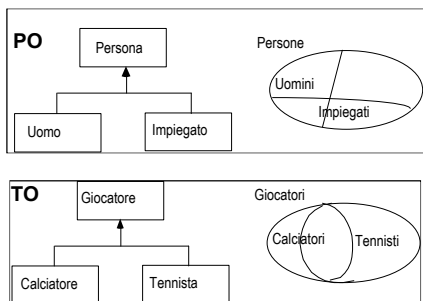 PO
Persona
Uomo
Impiegato
Persone
Uomini
Impiegati
TO
Giocatore
Calciatore
Tennista
Giocatori
Calciatori
Tennisti